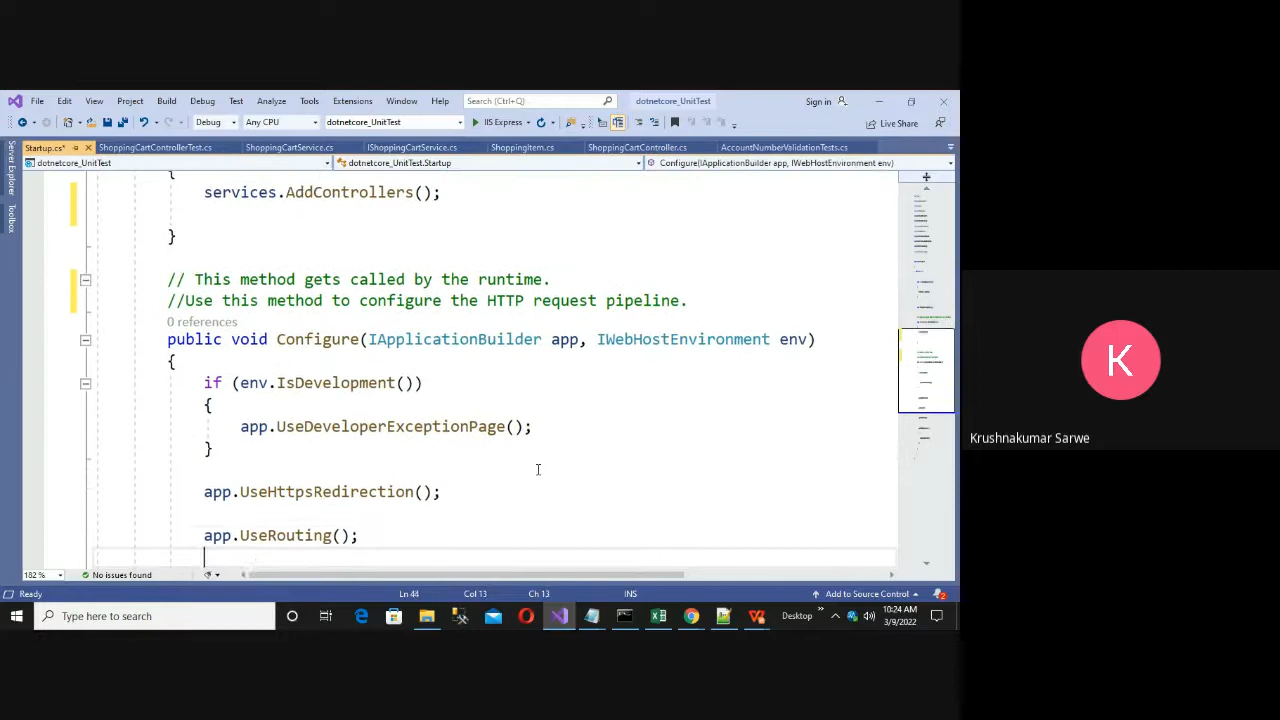 File Edit View Project Build Debug Test Analyze Tools Extensions Window Help Search (Ctrl+Q) dotnetcore_UnitTest Sign in
Debug Any CPU dotnetcore_UnitTest IIS Express Live Share
Startup.cs* ShoppingCartControllerTest.cs ShoppingCartService.cs IShoppingCartService.cs ShoppingItem.cs ShoppingCartController.cs AccountNumberValidationTests.cs
dotnetcore_UnitTest dotnetcore_UnitTest.Startup Configure(IApplicationBuilder app, IWebHostEnvironment env)
Server Explorer
Toolbox
{
services.AddControllers();
}
// This method gets called by the runtime.
//Use this method to configure the HTTP request pipeline.
0 references
public void Configure(IApplicationBuilder app, IWebHostEnvironment env)
{
if (env.IsDevelopment())
{
app.UseDeveloperExceptionPage();
}
app.UseHttpsRedirection();
app.UseRouting();
182 % No issues found
Ready Ln 44 Col 13 Ch 13 INS Add to Source Control 2
Type here to search Desktop 10:24 AM
3/9/2022
K
Krushnakumar Sarwe